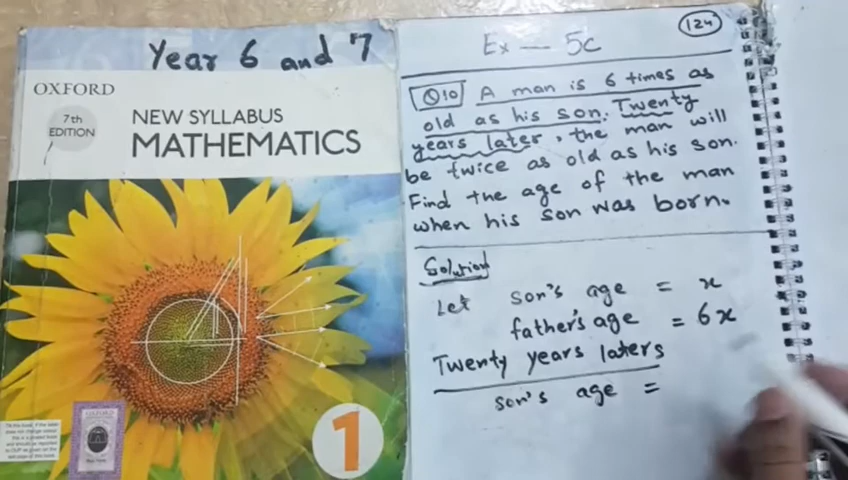 Year 6 and 7
OXFORD
7th
EDITION
NEW SYLLABUS
MATHEMATICS
1
OXFORD
124
Ex — 5c
Q10 A man is 6 times as
old as his son. Twenty
years later, the man will
be twice as old as his son.
Find the age of the man
when his son was born.
Solution
Let son's age = x
father's age = 6x
Twenty years laters
son's age =